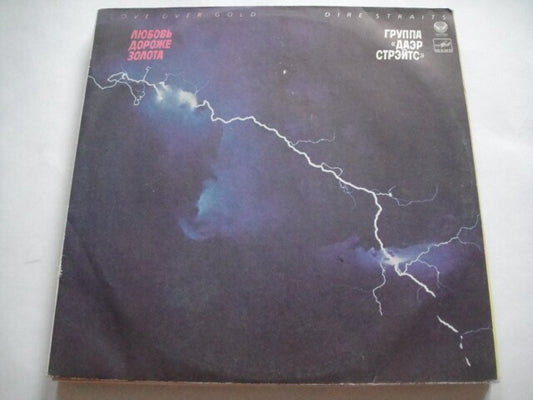 LOVE OVER GOLD DIRE STRAITS
ЛЮБОВЬ
ДОРОЖЕ
ЗОЛОТА
ГРУППА
«ДАЭР
СТРЭЙТС»